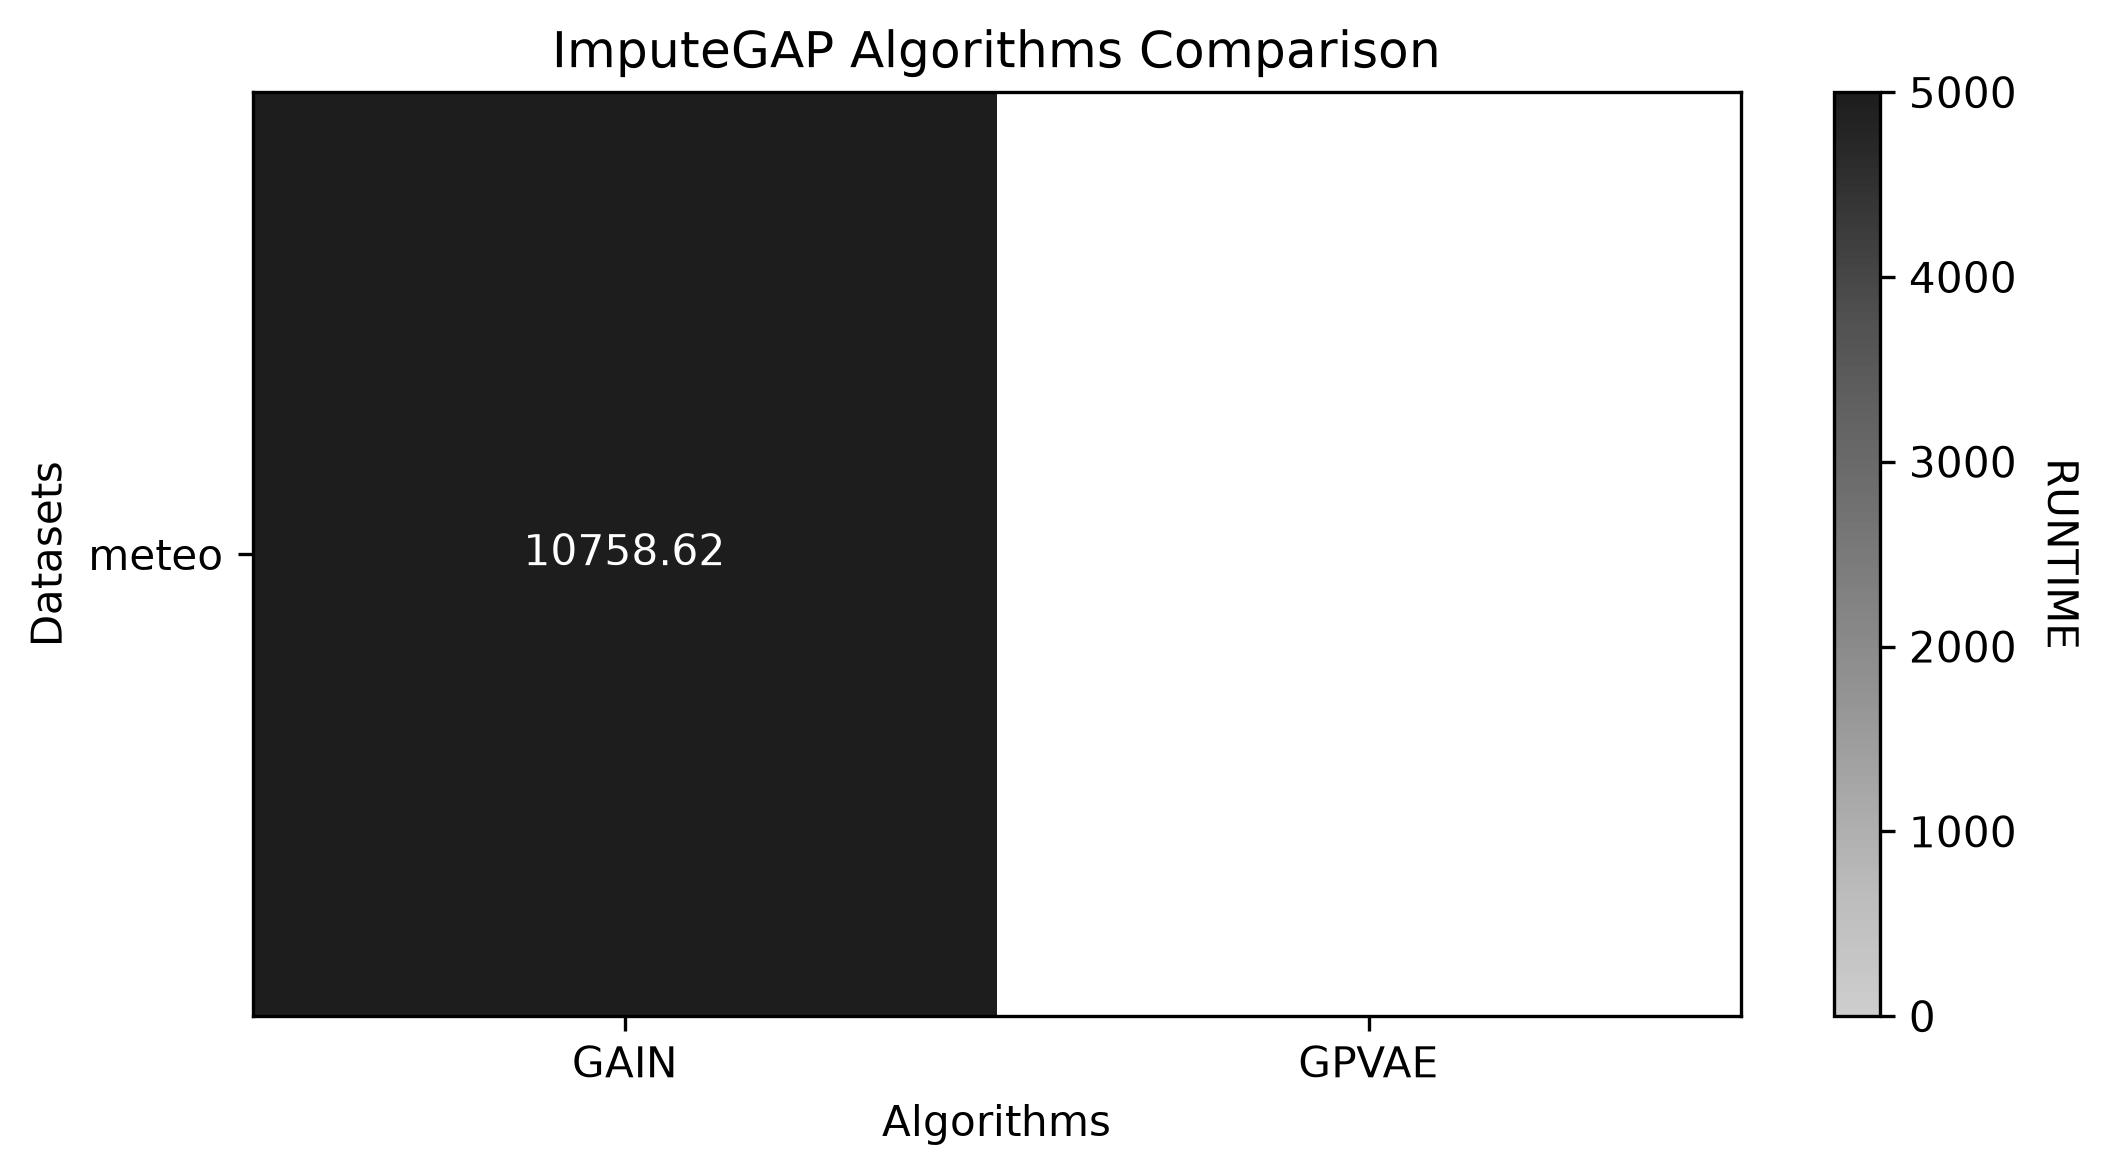 ImputeGAP Algorithms Comparison
Datasets
meteo
10758.62
GAIN
GPVAE
Algorithms
5000
4000
3000
2000
1000
0
RUNTIME